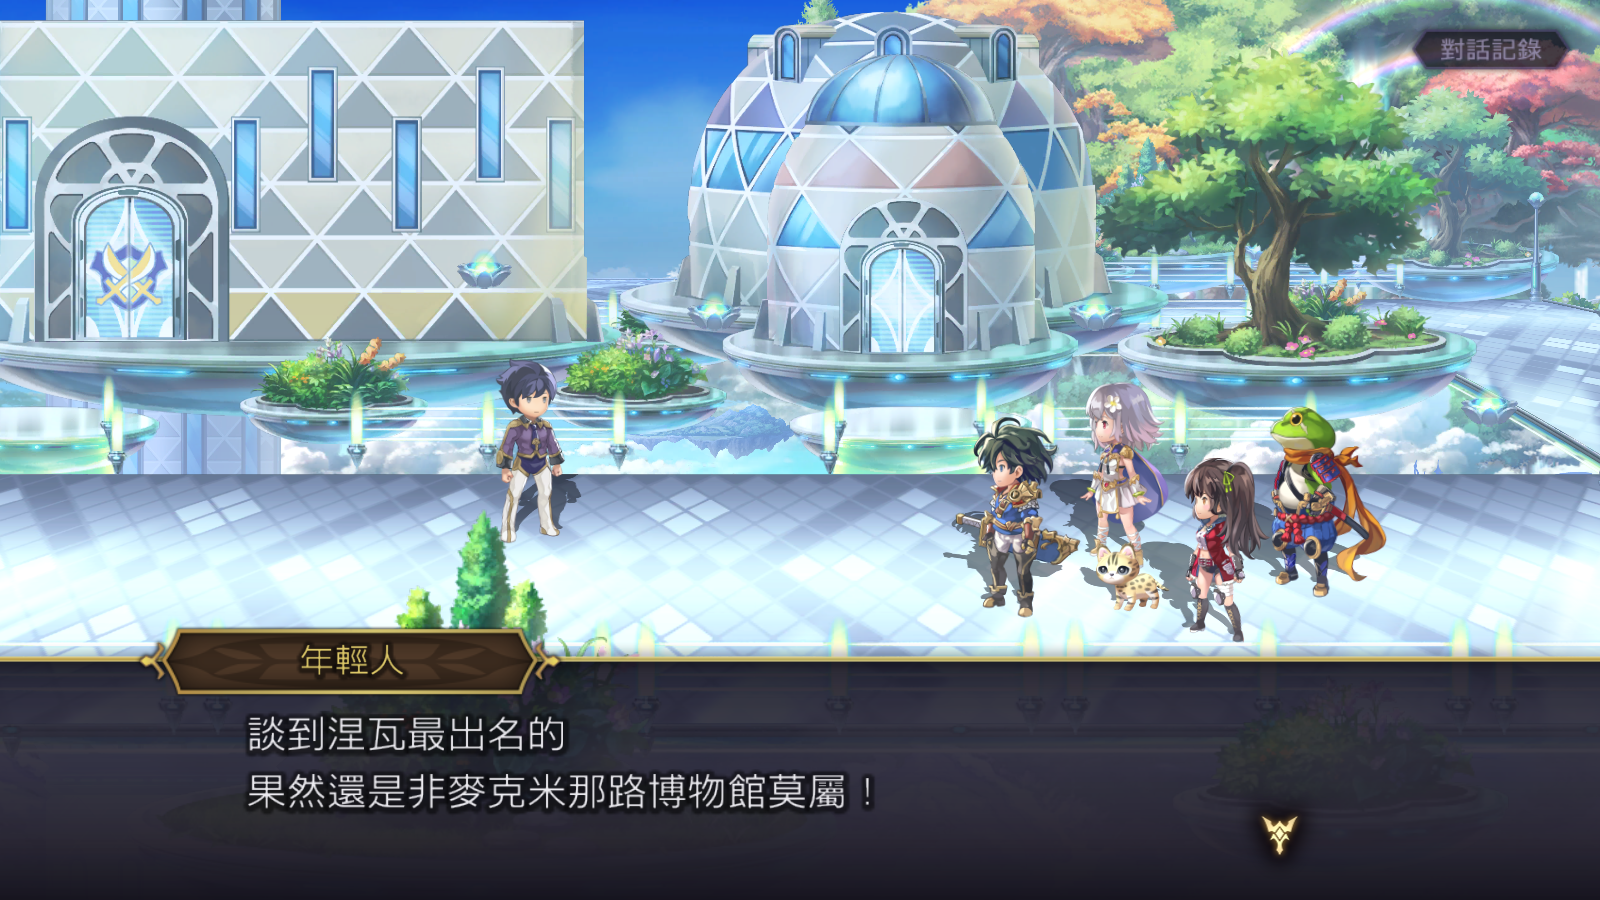 對話記錄
年輕人
談到涅瓦最出名的
果然還是非麥克米那路博物館莫屬！